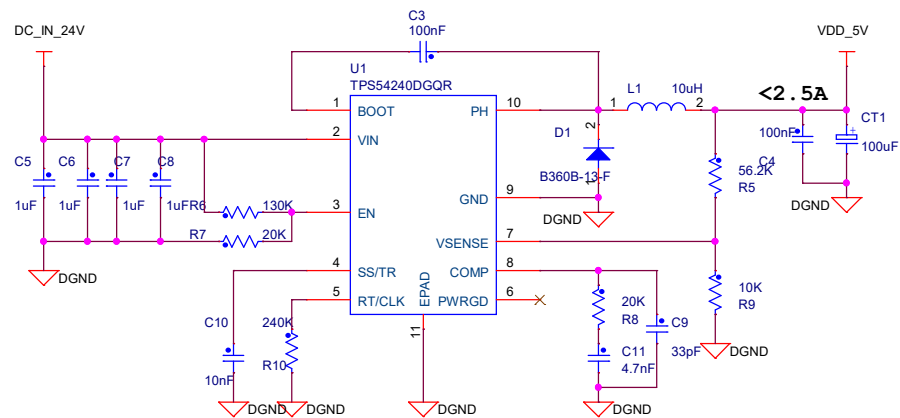 DC_IN_24V
C3
100nF
VDD_5V
U1
TPS54240DGQR
L1
10uH
<2.5A
1
BOOT
PH
10
1
2
CT1
100uF
+
2
VIN
D1
2
1
B360B-13-F
100nF
C4
C5
C6
C7
C8
1uF
1uF
1uF
1uF
R6
130K
3
EN
GND
9
DGND
56.2K
R5
DGND
R7
20K
VSENSE
7
DGND
4
SS/TR
COMP
8
5
RT/CLK
EPAD
PWRGD
6
11
C10
10nF
240K
R10
20K
R8
C9
33pF
C11
4.7nF
10K
R9
DGND
DGND
DGND
DGND
DGND